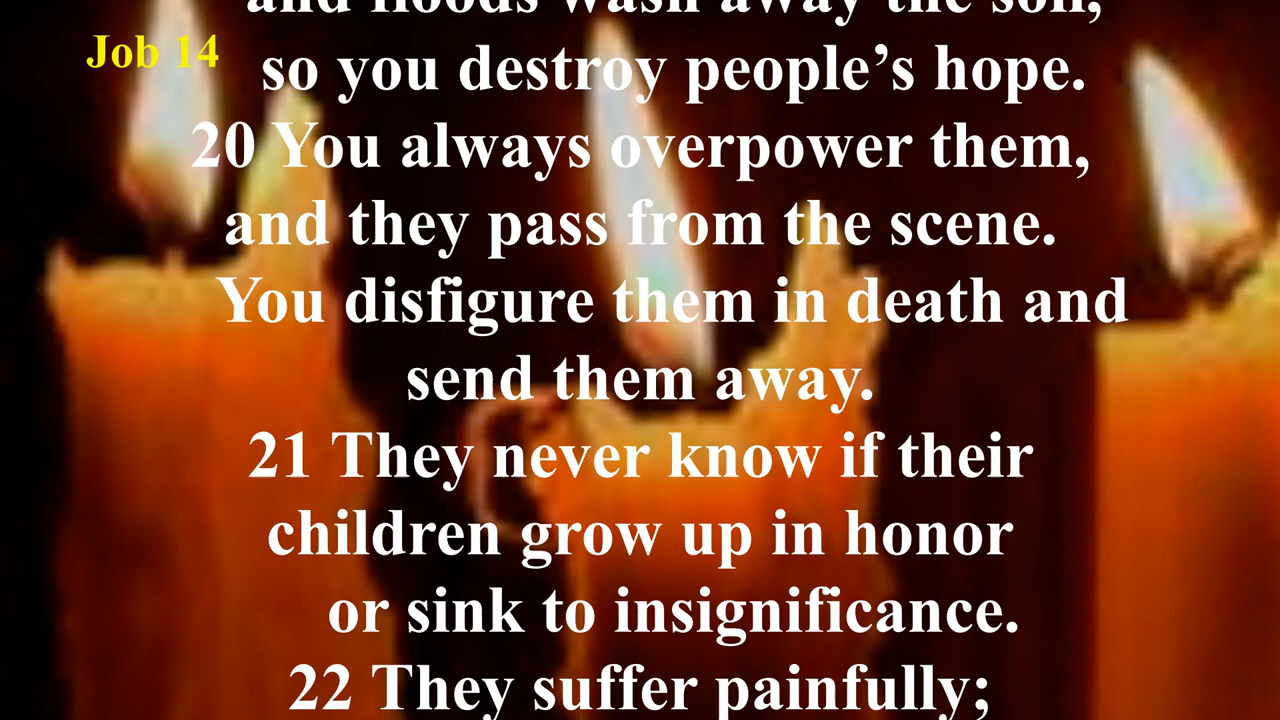 and floods wash away the soil,
Job 14
so you destroy people’s hope.
20 You always overpower them,
and they pass from the scene.
You disfigure them in death and
send them away.
21 They never know if their
children grow up in honor
or sink to insignificance.
22 They suffer painfully;